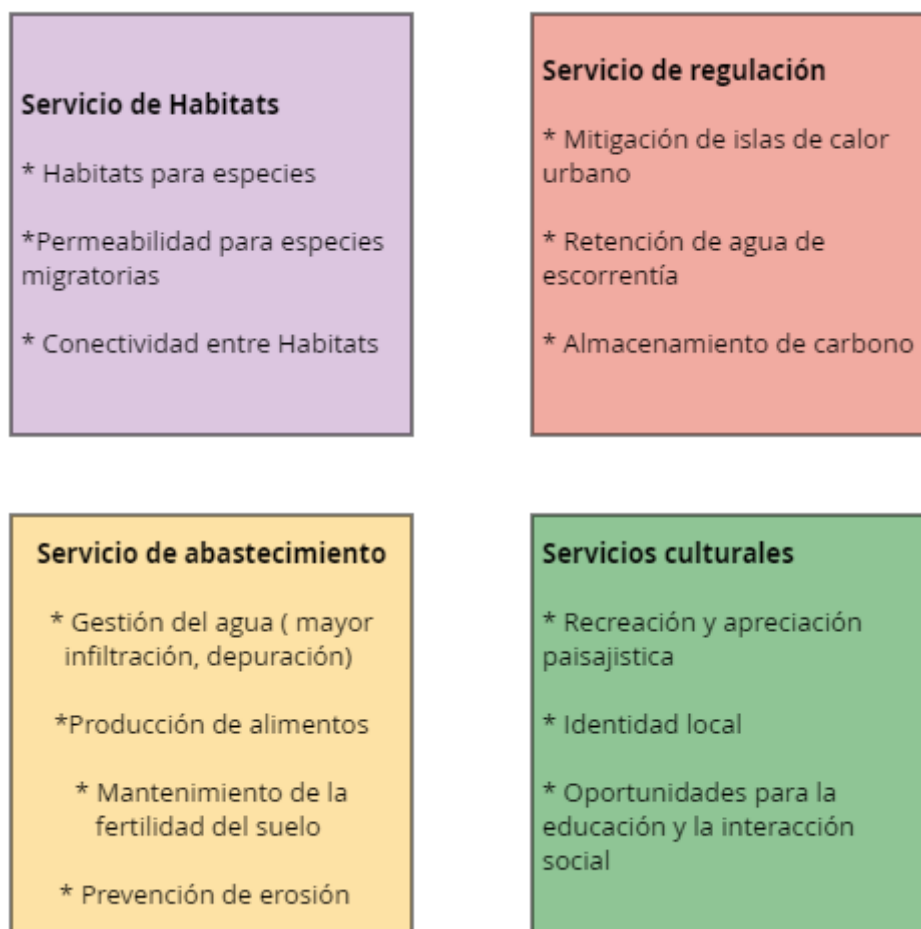 Servicio de Habitats
* Habitats para especies
*Permeabilidad para especies
migratorias
* Conectividad entre Habitats
Servicio de regulación
* Mitigación de islas de calor
urbano
* Retención de agua de
escorrentía
* Almacenamiento de carbono
Servicio de abastecimiento
* Gestión del agua ( mayor
infiltración, depuración)
*Producción de alimentos
* Mantenimiento de la
fertilidad del suelo
* Prevención de erosión
Servicios culturales
* Recreación y apreciación
paisajistica
* Identidad local
* Oportunidades para la
educación y la interacción
social